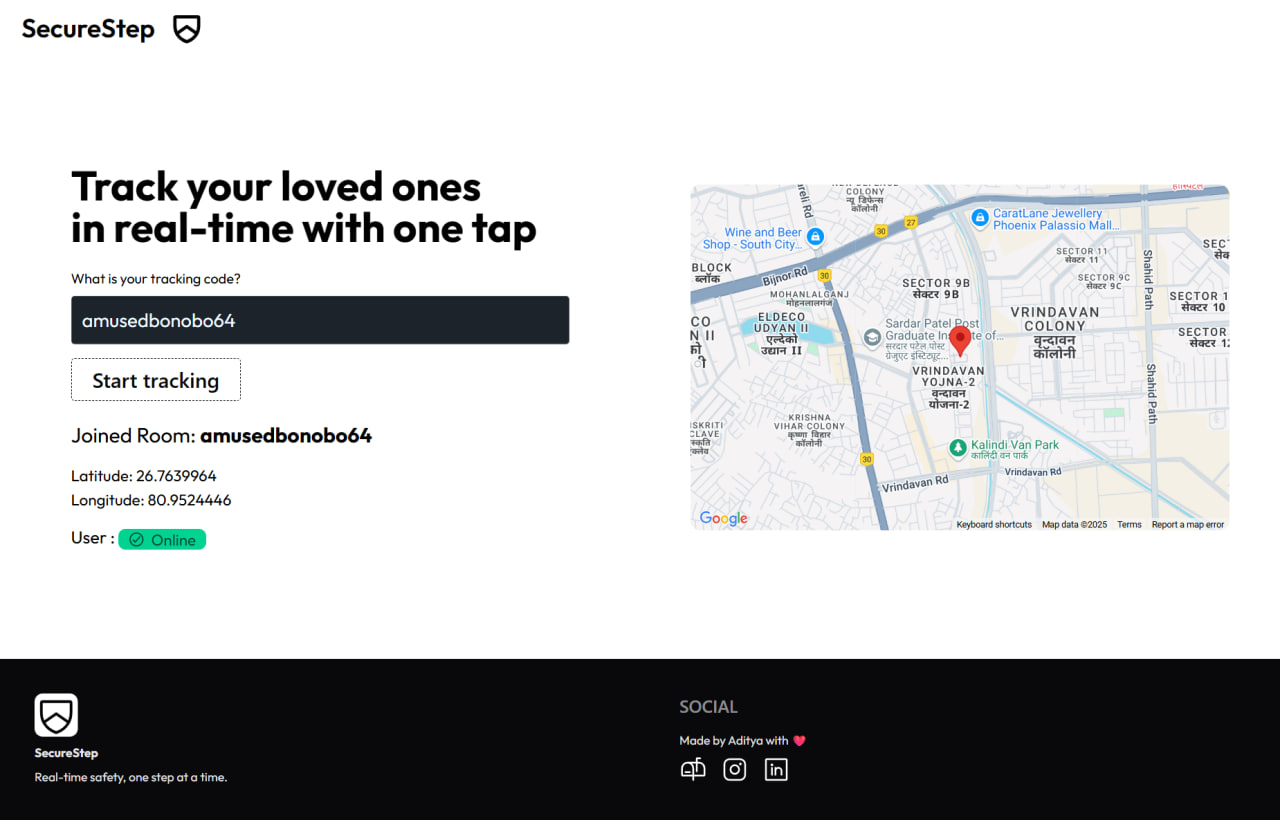 SecureStep
Track your loved ones
in real-time with one tap
What is your tracking code?
amusedbonobo64
Start tracking
Joined Room: amusedbonobo64
Latitude: 26.7639964
Longitude: 80.9524446
User : Online
COLONY
न्यू डिफेन्स
कॉलोनी
27
30
CaratLane Jewellery
Phoenix Palassio Mall...
Wine and Beer
Shop - South City...
BLOCK
ब्लॉक
Bijnor Rd
30
SECTOR 11
सेक्टर 11
SECTOR 9C
सेक्टर 9C
Shahid Path
SECTOR 9B
सेक्टर 9B
MOHANLALGANJ
मोहनलालगंज
SECTOR 1
सेक्टर 10
ELDECO
UDYAN II
एल्देको
उद्यान II
Sardar Patel Post
Graduate Institute of...
सरदार पटेल पोस्ट
ग्रेजुएट इंस्टिट्यूट...
VRINDAVAN
COLONY
वृन्दावन
कॉलोनी
SECTOR
सेक्टर 12
CO
N II
VRINDAVAN
YOJNA-2
वृन्दावन
योजना-2
Shahid Path
KRISHNA
VIHAR COLONY
कृष्णा विहार
कॉलोनी
Kalindi Van Park
कालिंदी वन पार्क
30
Vrindavan Rd
Vrindavan Rd
Google
Keyboard shortcuts Map data ©2025 Terms Report a map error
SecureStep
Real-time safety, one step at a time.
SOCIAL
Made by Aditya with ❤️
in